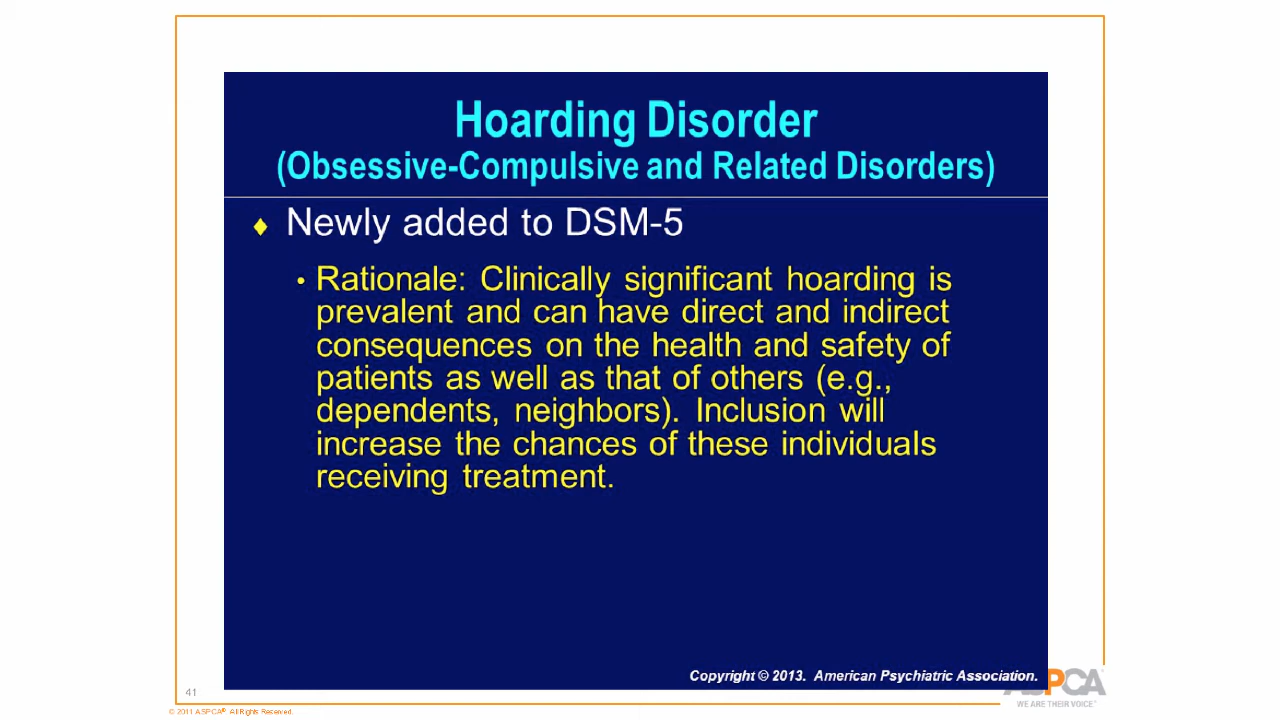 Hoarding Disorder
(Obsessive-Compulsive and Related Disorders)
♦ Newly added to DSM-5
• Rationale: Clinically significant hoarding is
prevalent and can have direct and indirect
consequences on the health and safety of
patients as well as that of others (e.g.,
dependents, neighbors). Inclusion will
increase the chances of these individuals
receiving treatment.
Copyright © 2013. American Psychiatric Association.
41
ASPCA
WE ARE THEIR VOICE™
© 2011 ASPCA®. All Rights Reserved.